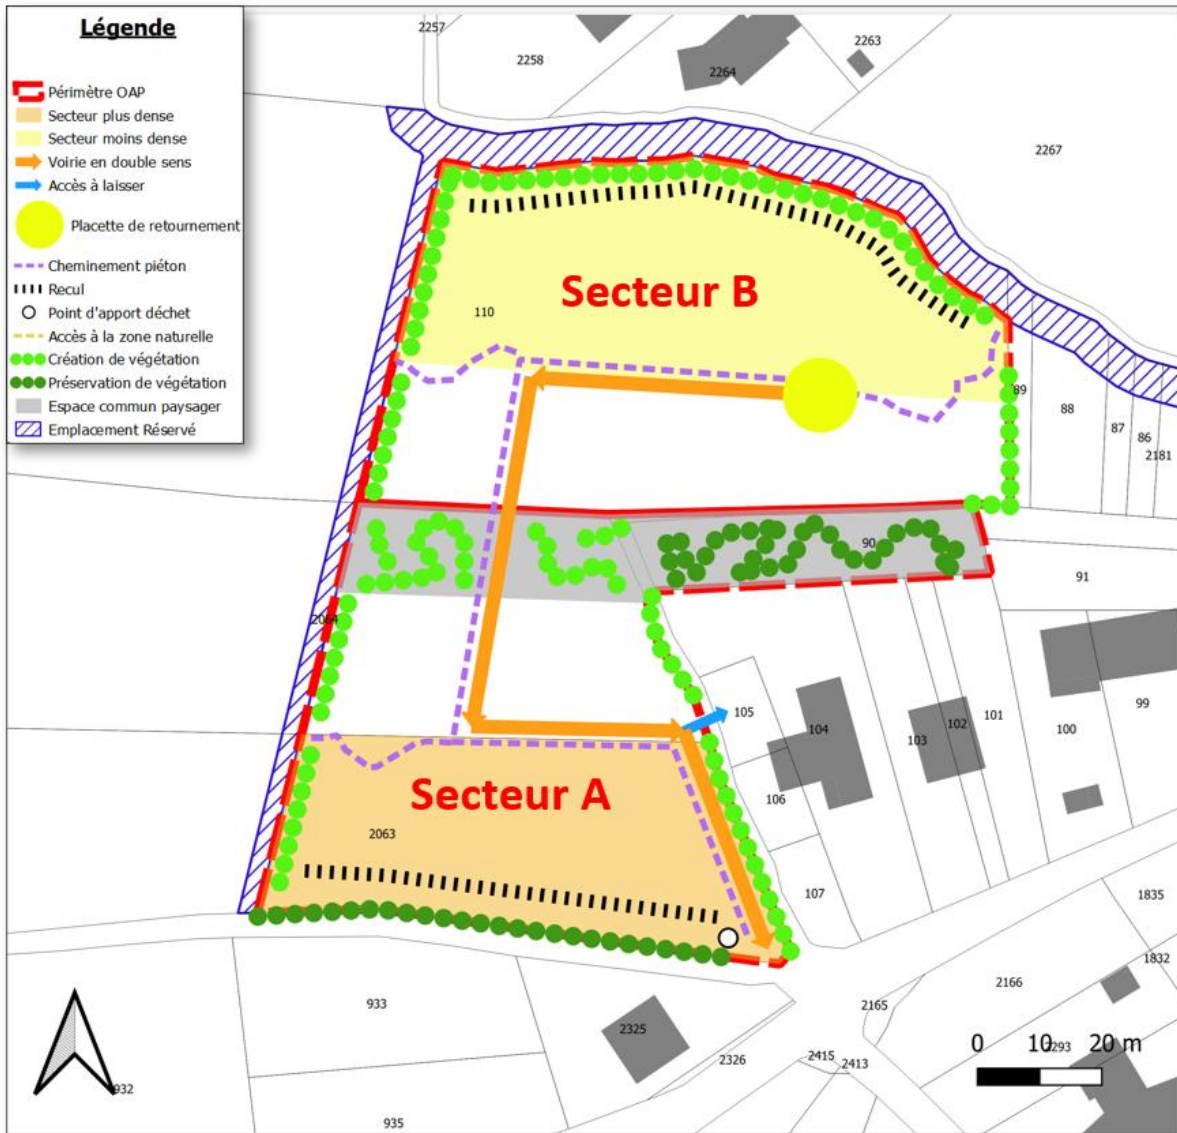 Légende
Périmètre OAP
Secteur plus dense
Secteur moins dense
Voirie en double sens
Accès à laisser
Placette de retournement
Cheminement piéton
Recul
Point d'apport déchet
Accès à la zone naturelle
Création de végétation
Préservation de végétation
Espace commun paysager
Emplacement Réservé
2257
2258
2263
2264
2267
Secteur B
110
89
88
87
86
2181
90
91
2064
105
104
103
102
101
100
99
106
Secteur A
2063
107
1835
1832
2166
2165
933
2325
2326
2415
2413
0 10 20 m
2293
932
935